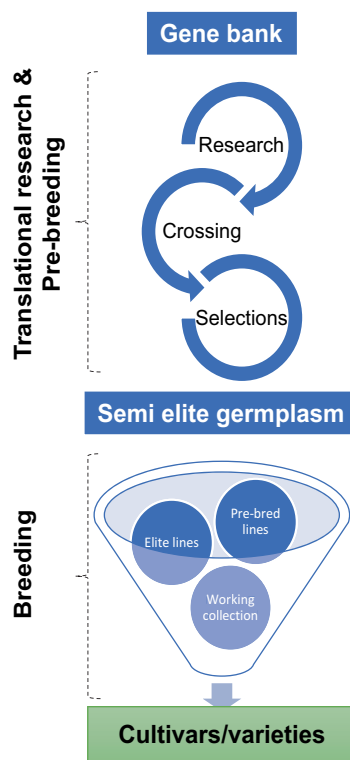 Gene bank
Translational research &
Pre-breeding
Research
Crossing
Selections
Semi elite germplasm
Breeding
Elite lines
Pre-bred
lines
Working
collection
Cultivars/varieties